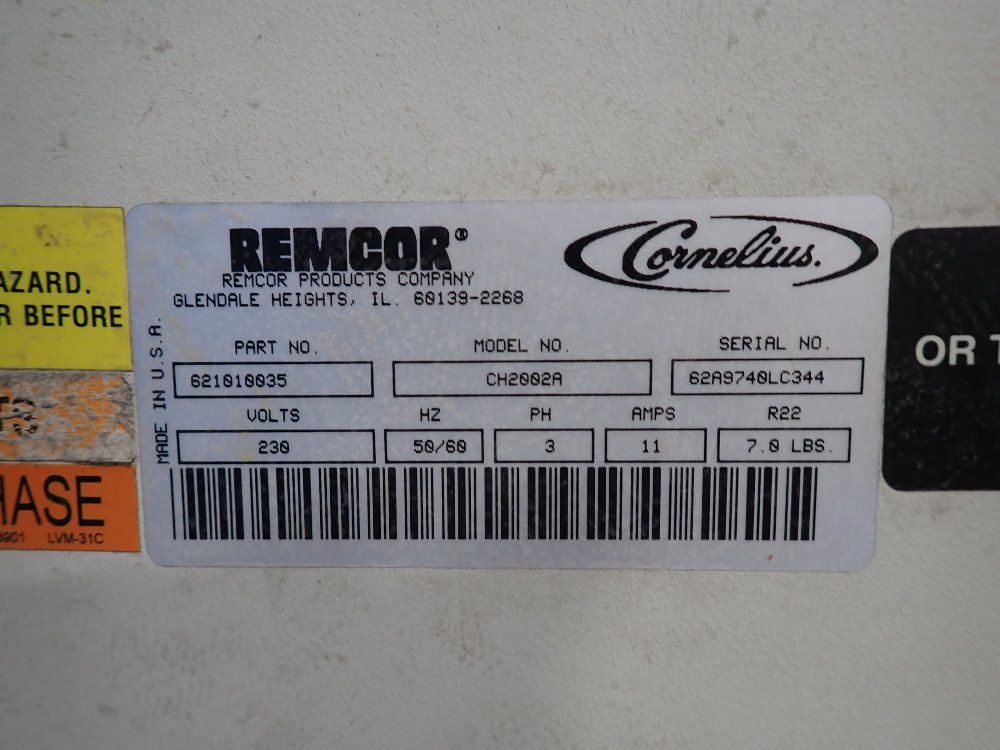 AZARD.
R BEFORE
HASE
LVM-31C
REMCOR®
REMCOR PRODUCTS COMPANY
GLENDALE HEIGHTS, IL. 60139-2268
Cornelius.
MADE IN U.S.A.
PART NO. MODEL NO. SERIAL NO.
621010035 CH2002A 62A9740LC344
VOLTS HZ PH AMPS R22
230 50/60 3 11 7.0 LBS.
OR T